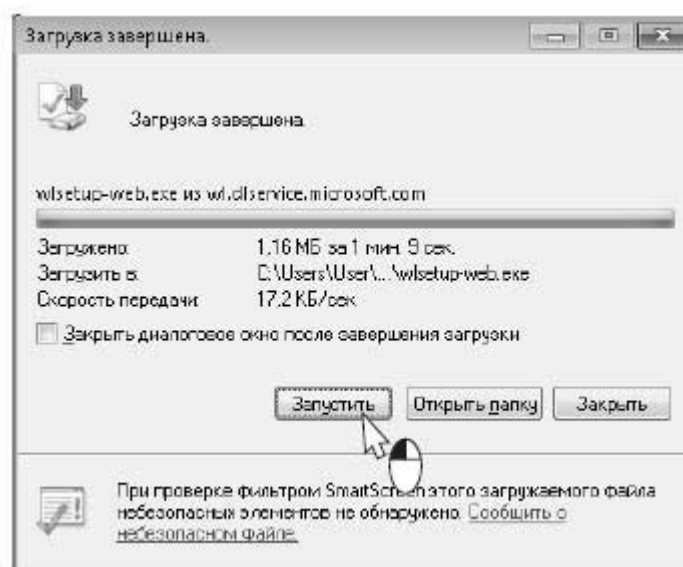 Загрузка завершена.
Загрузка завершена.
wlsetup-web.exe из wl.dlservice.microsoft.com
Загружено: 1,16 МБ за 1 мин. 9 сек.
Загрузить в: C:\Users\User\...\wlsetup-web.exe
Скорость передачи: 17,2 КБ/сек
Закрыть диалоговое окно после завершения загрузки
Запустить Открыть папку Закрыть
При проверке фильтром SmartScreen этого загружаемого файла
небезопасных элементов не обнаружено. Сообщить о
небезопасном файле.